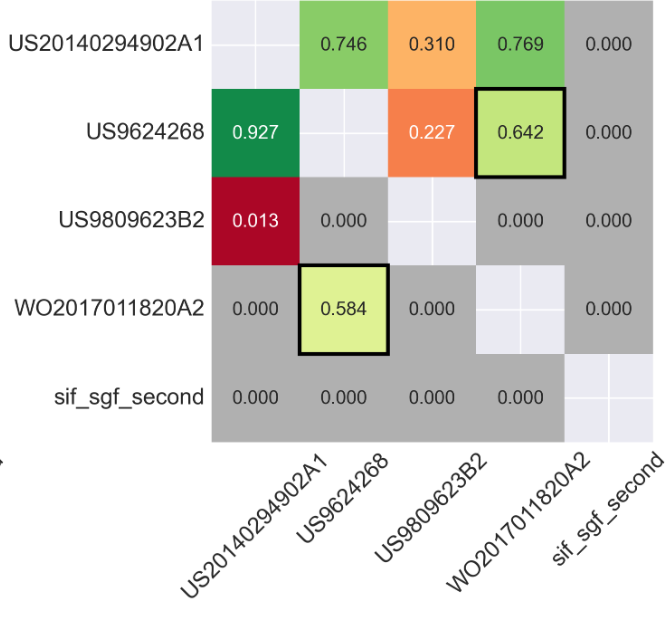 US20140294902A1 0.746 0.310 0.769 0.000
US9624268 0.927 0.227 0.642 0.000
US9809623B2 0.013 0.000 0.000 0.000
WO2017011820A2 0.000 0.584 0.000 0.000
sif_sgf_second 0.000 0.000 0.000 0.000
US20140294902A1
US9624268
US9809623B2
WO2017011820A2
sif_sgf_second